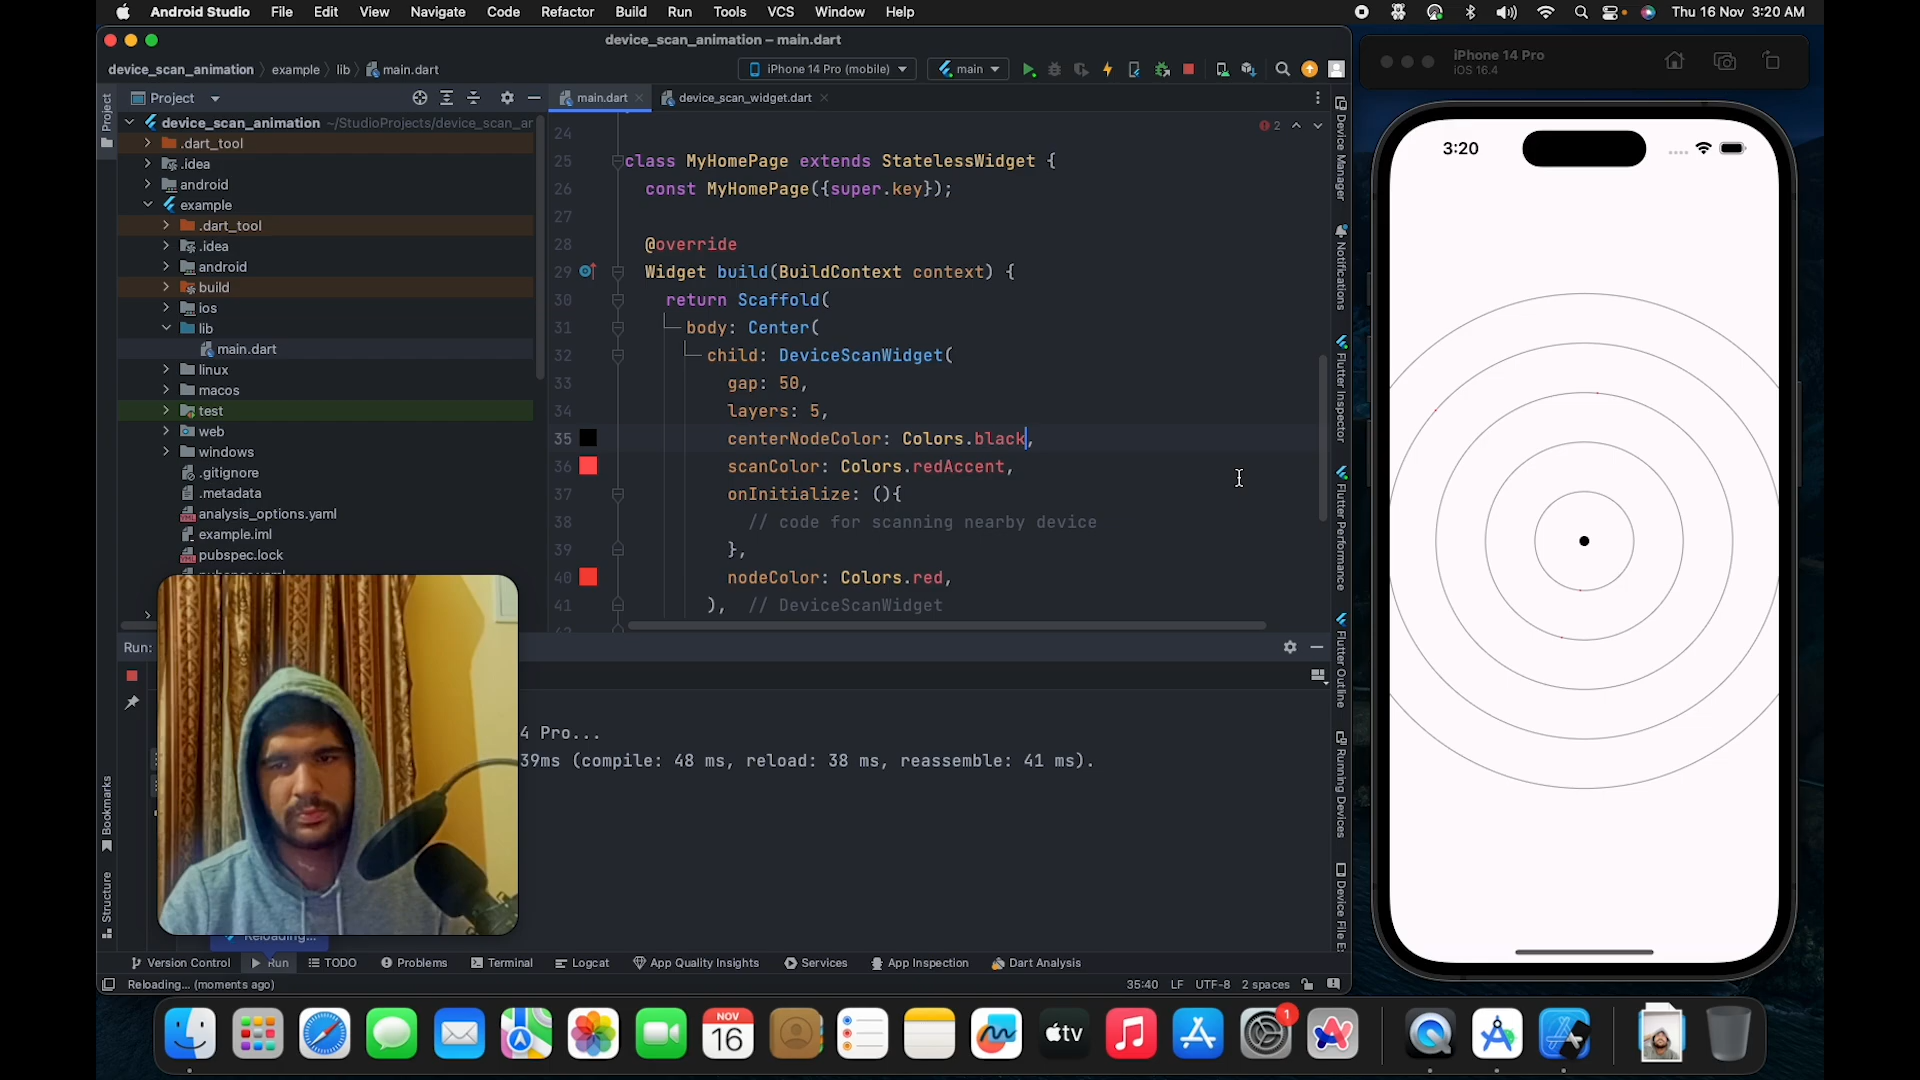 Android Studio File Edit View Navigate Code Refactor Build Run Tools VCS Window Help Thu 16 Nov 3:20 AM
device_scan_animation – main.dart
device_scan_animation example lib main.dart
iPhone 14 Pro (mobile) main
Project
main.dart device_scan_widget.dart
Project
device_scan_animation ~/StudioProjects/device_scan_ar
.dart_tool
.idea
android
example
.dart_tool
.idea
android
build
ios
lib
main.dart
linux
macos
test
web
windows
.gitignore
.metadata
analysis_options.yaml
example.iml
pubspec.lock
2
24
25 class MyHomePage extends StatelessWidget {
26 const MyHomePage({super.key});
27
28 @override
29 Widget build(BuildContext context) {
30 return Scaffold(
31 body: Center(
32 child: DeviceScanWidget(
33 gap: 50,
34 layers: 5,
35 centerNodeColor: Colors.black,
36 scanColor: Colors.redAccent,
37 onInitialize: (){
38 // code for scanning nearby device
39 },
40 nodeColor: Colors.red,
41 ), // DeviceScanWidget
Device Manager
Notifications
Flutter Inspector
Flutter Performance
Flutter Outline
Running Devices
Device File E
Bookmarks
Structure
Run:
4 Pro...
39ms (compile: 48 ms, reload: 38 ms, reassemble: 41 ms).
Reloading...
Version Control Run TODO Problems Terminal Logcat App Quality Insights Services App Inspection Dart Analysis
Reloading... (moments ago) 35:40 LF UTF-8 2 spaces
iPhone 14 Pro
iOS 16.4
3:20
NOV
16
tv
1